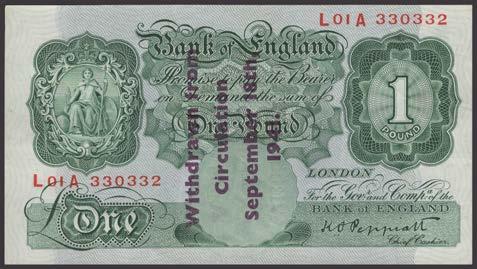 L01A 330332
Bank of England
Promise to pay the Bearer
on Demand the sum of
One Pound
1
POUND
Withdrawn from
Circulation
September 18th
1941.
LONDON
L01A 330332
For the Govr. and Compa. of the
BANK OF ENGLAND
K O Peppiatt
Chief Cashier.
£One